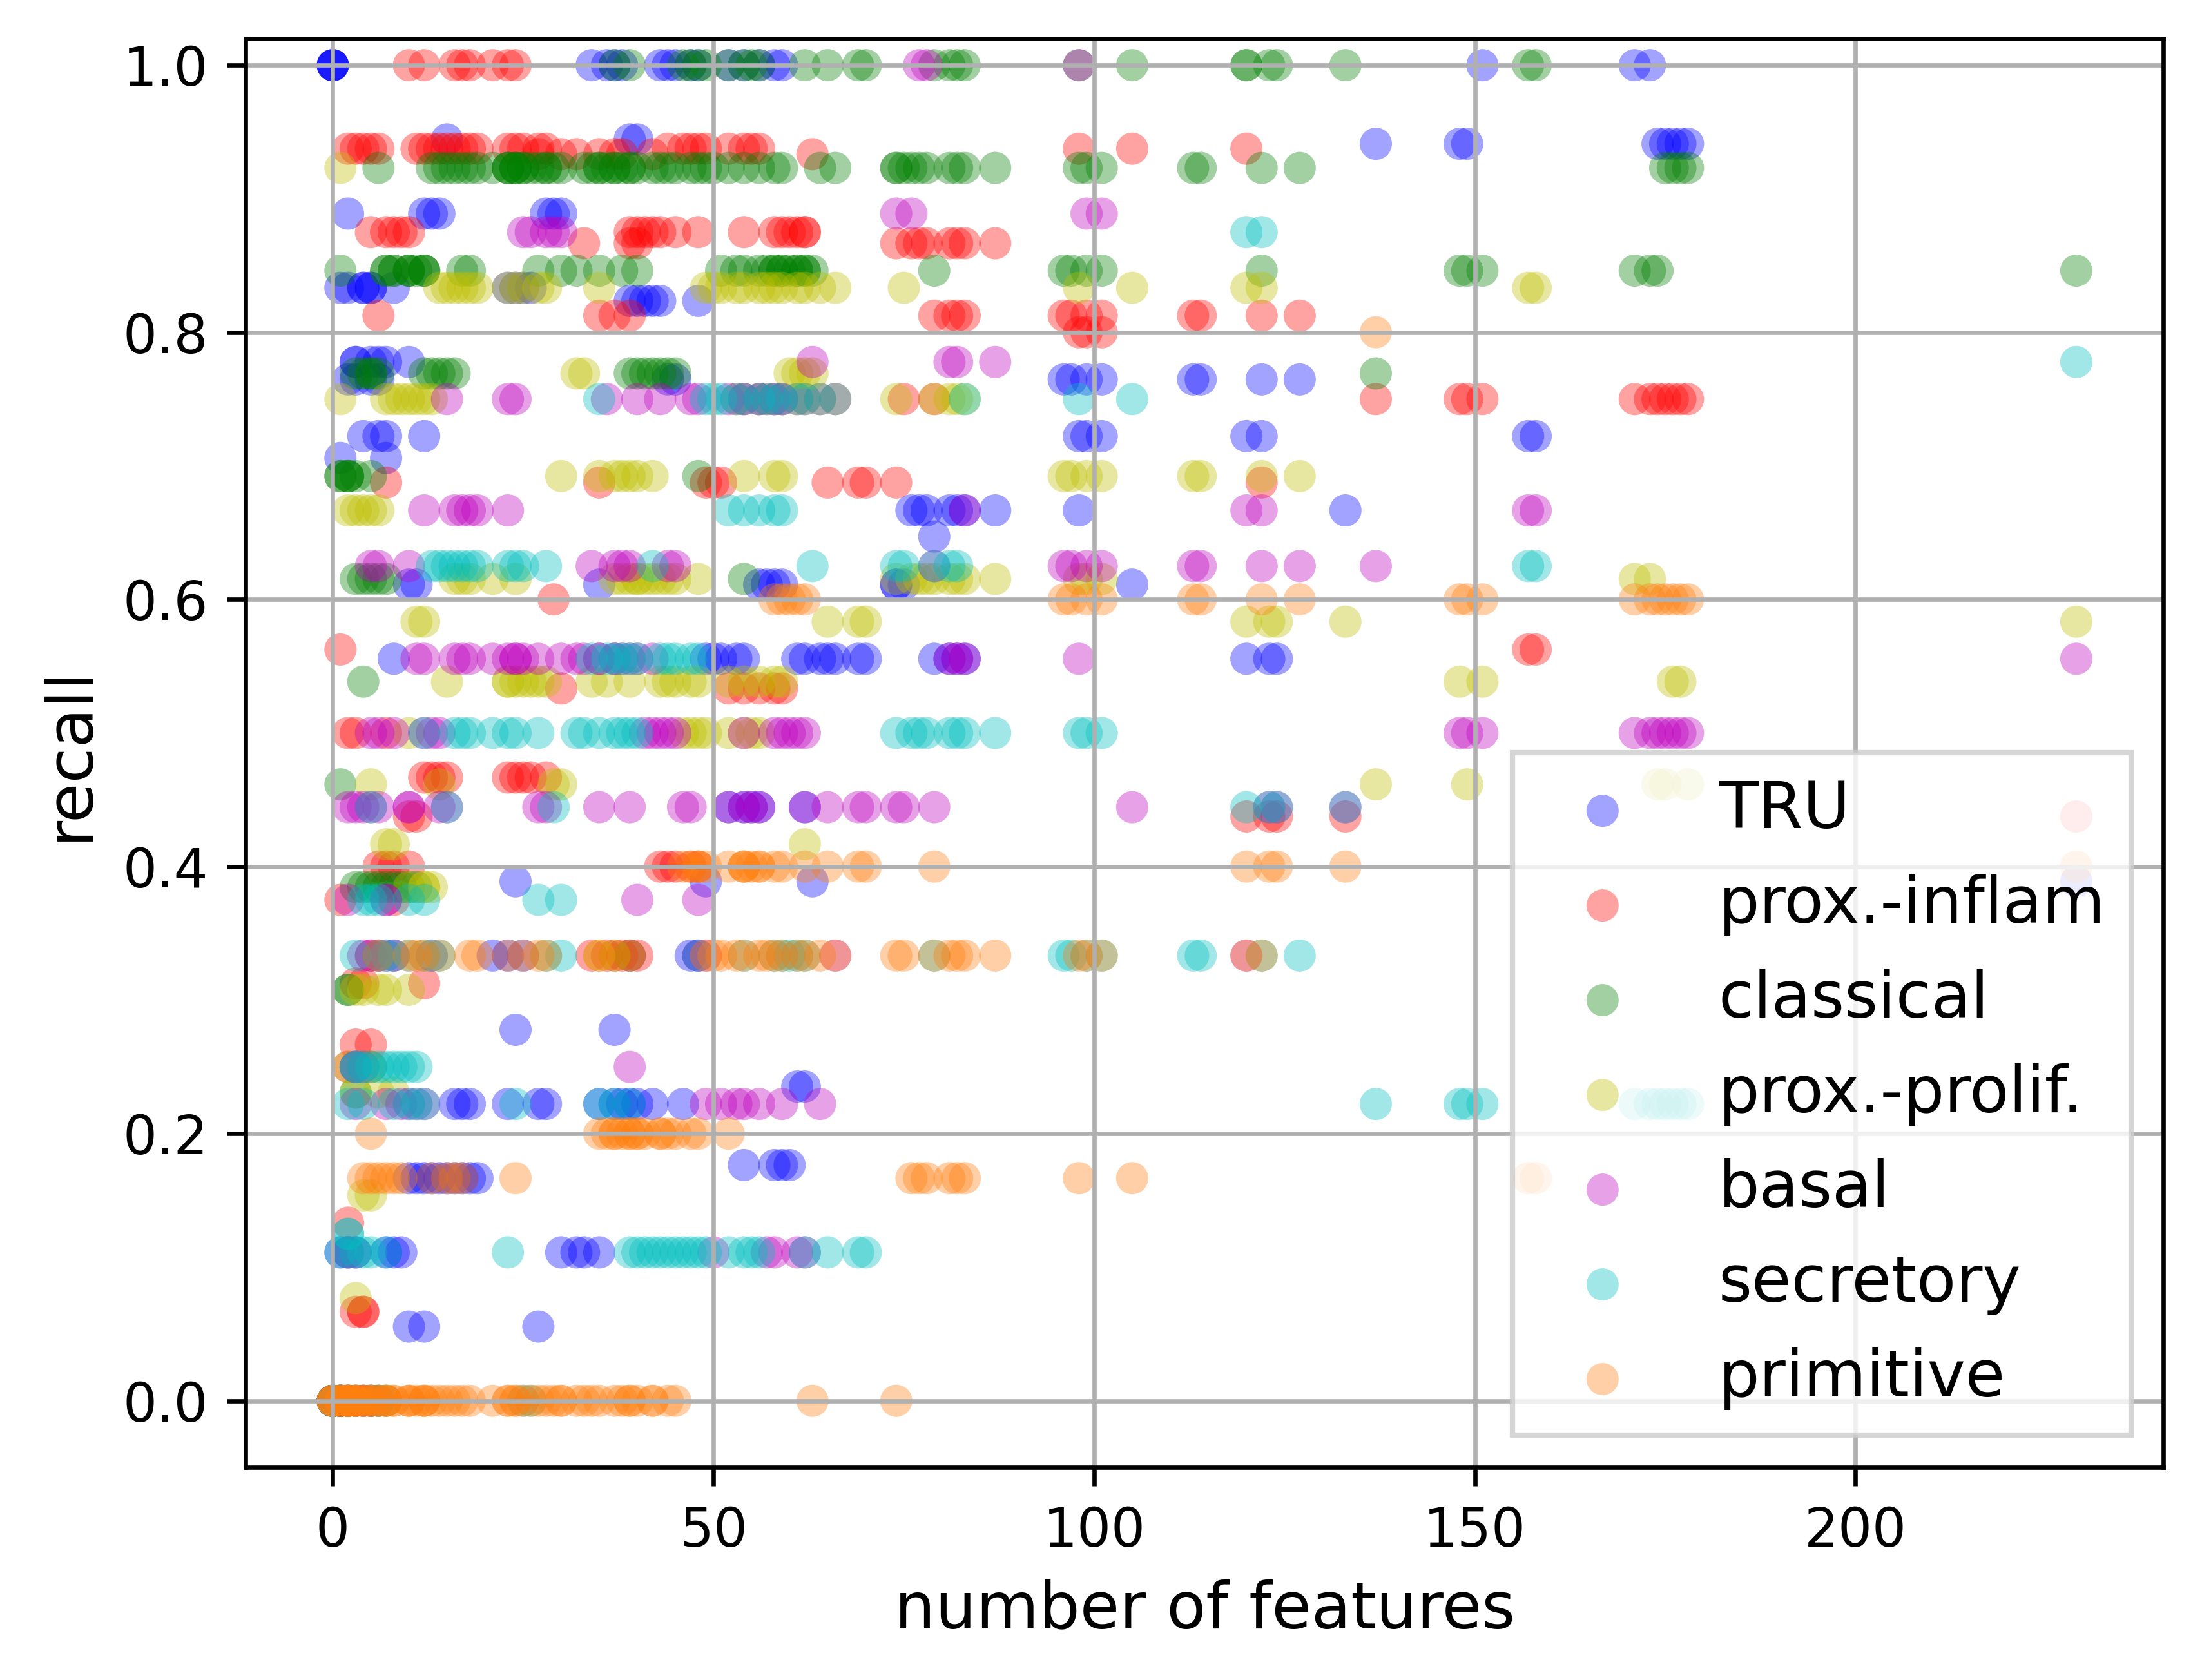 1.0
0.8
0.6
0.4
0.2
0.0
recall
0
50
100
150
200
number of features
TRU
prox.-inflam
classical
prox.-prolif.
basal
secretory
primitive